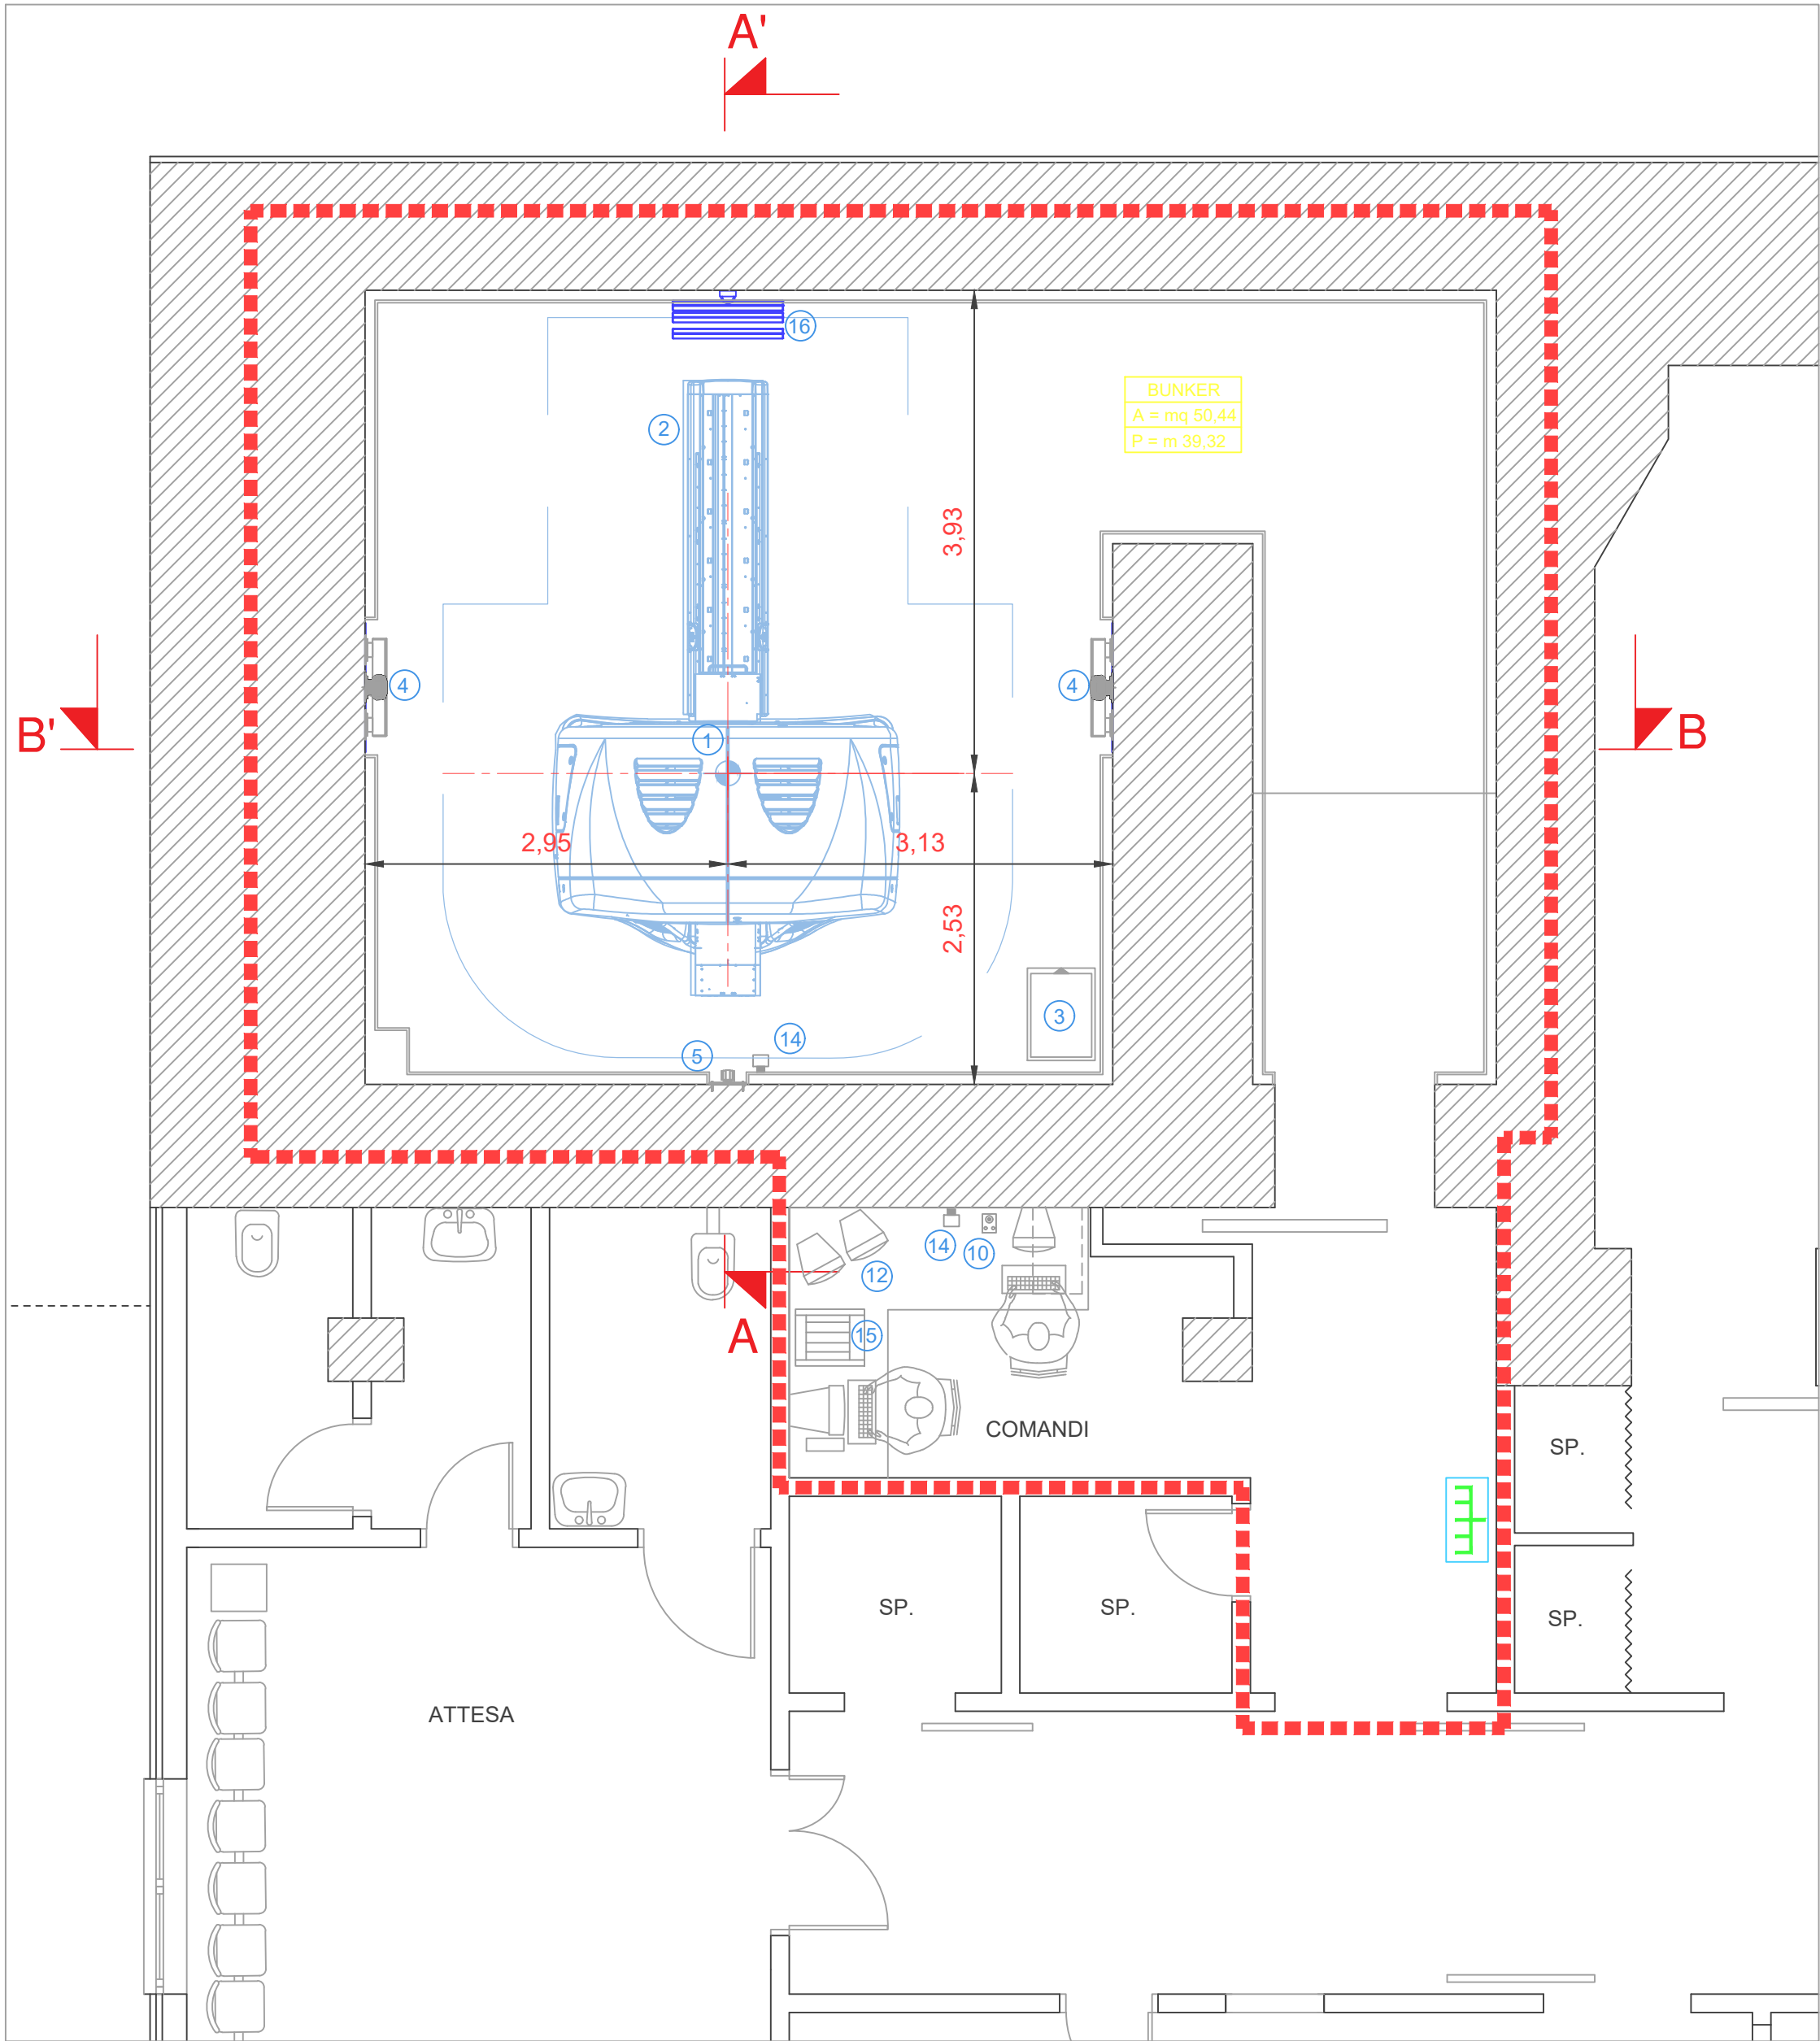 A'
16
BUNKER
A = mq 50,44
P = m 39,32
2
3,93
4
4
B'
1
B
2,95
3,13
2,53
3
14
5
14
10
12
15
A
COMANDI
SP.
SP.
SP.
SP.
ATTESA